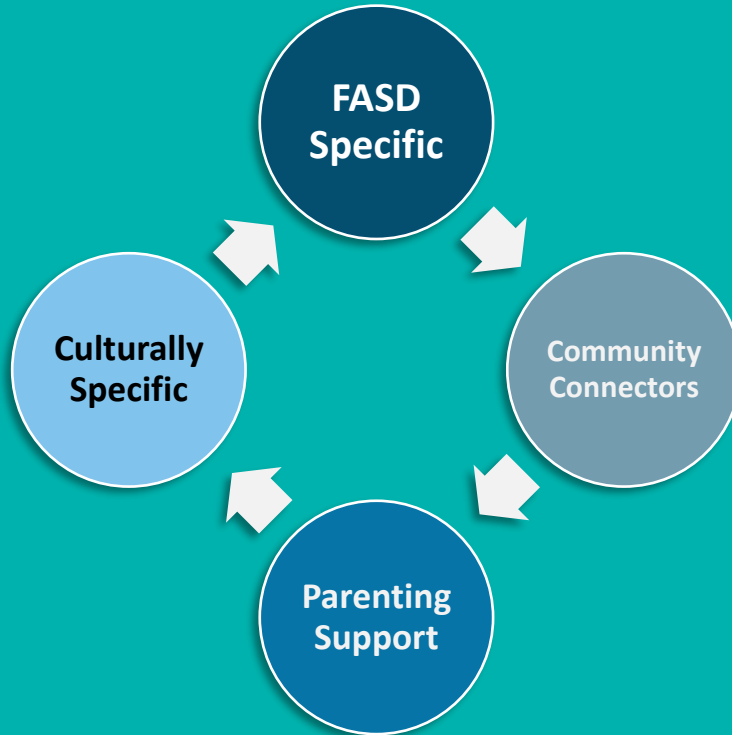 FASD
Specific
Community
Connectors
Parenting
Support
Culturally
Specific